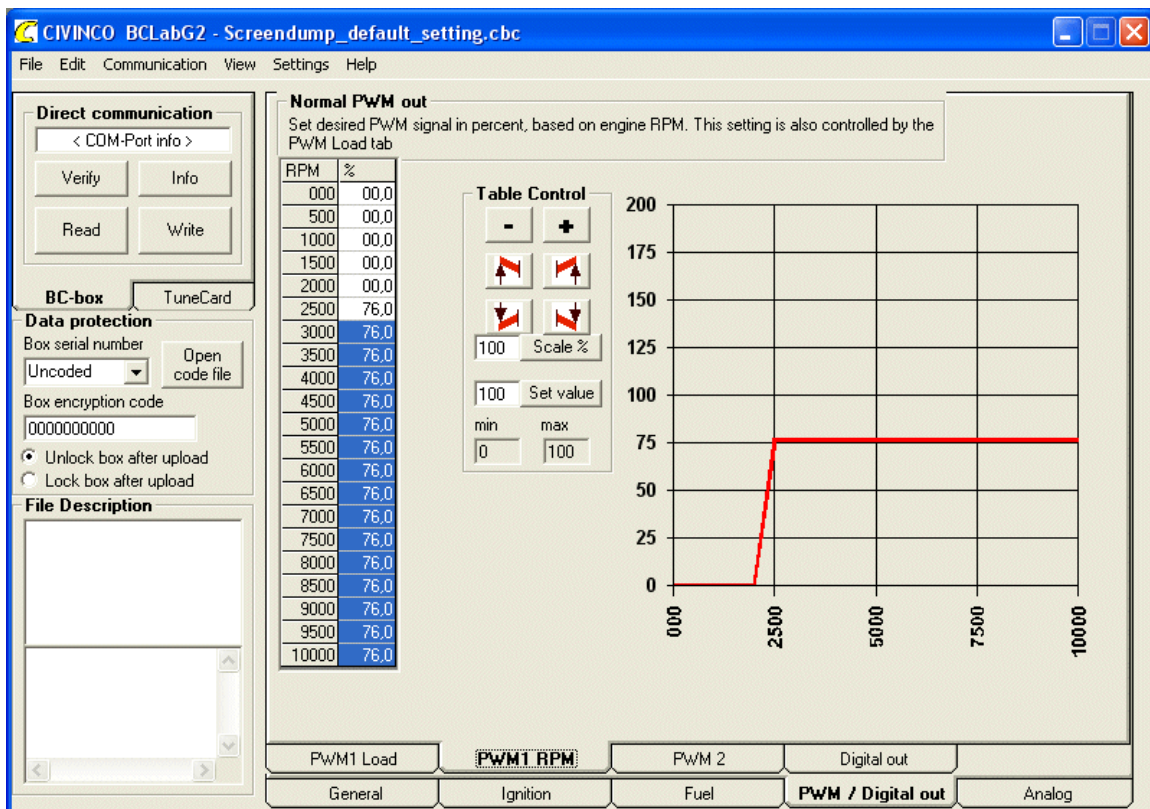 CIVINCO BCLabG2 - Screendump_default_setting.cbc
File Edit Communication View Settings Help
Direct communication
< COM-Port info >
Verify Info
Read Write
BC-box TuneCard
Data protection
Box serial number
Uncoded
Open
code file
Box encryption code
0000000000
Unlock box after upload
Lock box after upload
File Description
Normal PWM out
Set desired PWM signal in percent, based on engine RPM. This setting is also controlled by the
PWM Load tab
RPM %
000 00,0
500 00,0
1000 00,0
1500 00,0
2000 00,0
2500 76,0
3000 76,0
3500 76,0
4000 76,0
4500 76,0
5000 76,0
5500 76,0
6000 76,0
6500 76,0
7000 76,0
7500 76,0
8000 76,0
8500 76,0
9000 76,0
9500 76,0
10000 76,0
Table Control
- +
100 Scale %
100 Set value
min max
0 100
200
175
150
125
100
75
50
25
0
000
2500
5000
7500
10000
PWM1 Load PWM1 RPM PWM 2 Digital out
General Ignition Fuel PWM / Digital out Analog